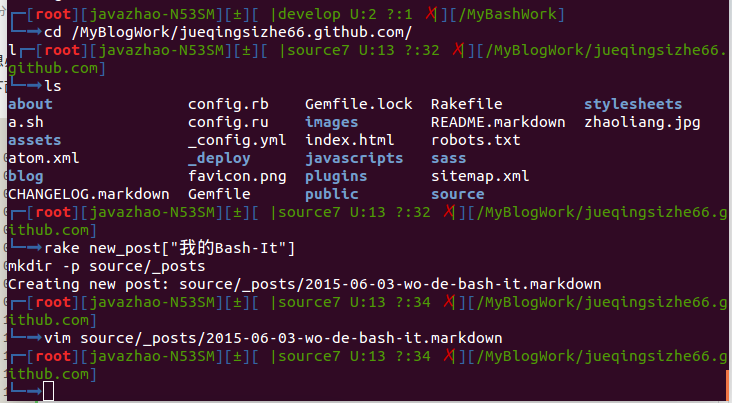 ┌─[root][javazhao-N53SM][±][ |develop U:2 ?:1 ✗|][/MyBashWork]
└─→cd /MyBlogWork/jueqingsizhe66.github.com/
l┌─[root][javazhao-N53SM][±][ |source7 U:13 ?:32 ✗|][/MyBlogWork/jueqingsizhe66.
github.com]
└─→ls
about config.rb Gemfile.lock Rakefile stylesheets
a.sh config.ru images README.markdown zhaoliang.jpg
assets _config.yml index.html robots.txt
atom.xml _deploy javascripts sass
blog favicon.png plugins sitemap.xml
CHANGELOG.markdown Gemfile public source
┌─[root][javazhao-N53SM][±][ |source7 U:13 ?:32 ✗|][/MyBlogWork/jueqingsizhe66.g
ithub.com]
└─→rake new_post["我的Bash-It"]
mkdir -p source/_posts
Creating new post: source/_posts/2015-06-03-wo-de-bash-it.markdown
┌─[root][javazhao-N53SM][±][ |source7 U:13 ?:34 ✗|][/MyBlogWork/jueqingsizhe66.g
ithub.com]
└─→vim source/_posts/2015-06-03-wo-de-bash-it.markdown
┌─[root][javazhao-N53SM][±][ |source7 U:13 ?:34 ✗|][/MyBlogWork/jueqingsizhe66.g
ithub.com]
└─→